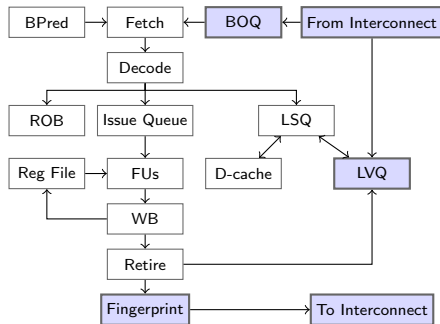 BPred
Fetch
BOQ
From Interconnect
Decode
ROB
Issue Queue
LSQ
Reg File
FUs
D-cache
LVQ
WB
Retire
Fingerprint
To Interconnect